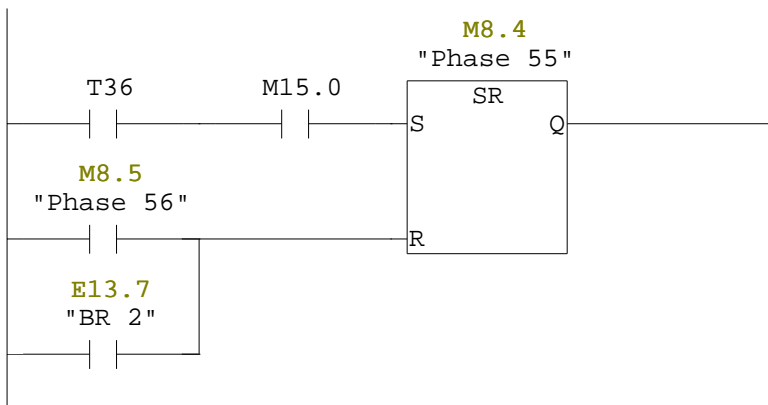 M8.4
"Phase 55"
T36
M15.0
SR
S
Q
M8.5
"Phase 56"
R
E13.7
"BR 2"